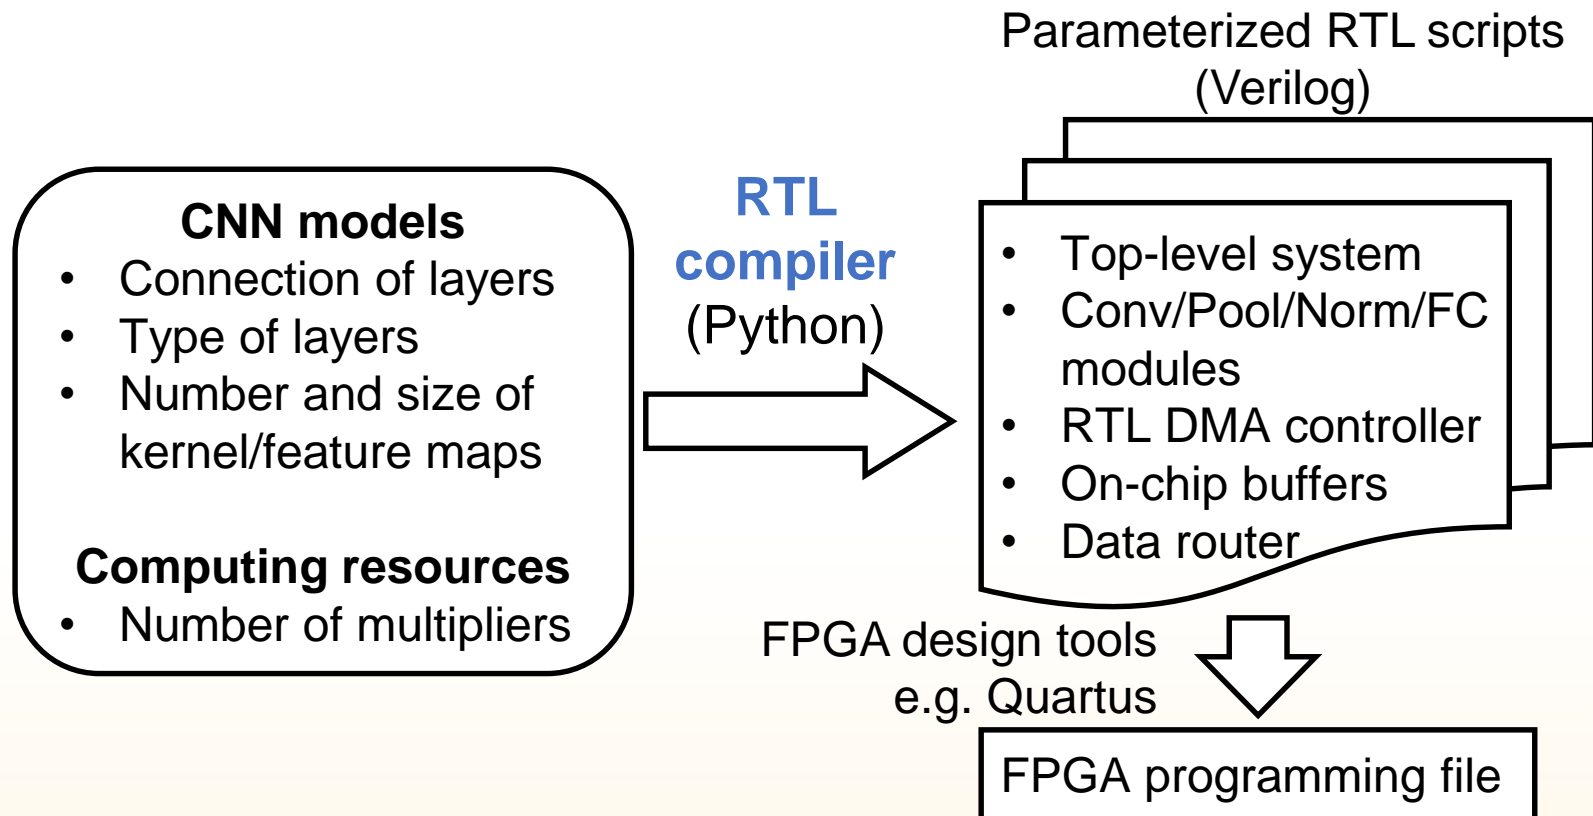 CNN models
• Connection of layers
• Type of layers
• Number and size of
kernel/feature maps
Computing resources
• Number of multipliers
RTL
compiler
(Python)
Parameterized RTL scripts
(Verilog)
• Top-level system
• Conv/Pool/Norm/FC
modules
• RTL DMA controller
• On-chip buffers
• Data router
FPGA design tools
e.g. Quartus
FPGA programming file